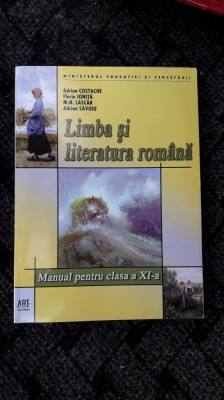 MINISTERUL EDUCAȚIEI ȘI CERCETĂRII
Adrian COSTACHE
Florin IONIȚĂ
M.N. LASCĂR
Adrian SĂVOIU
Limba și
literatura română
Manual pentru clasa a XI-a
ART